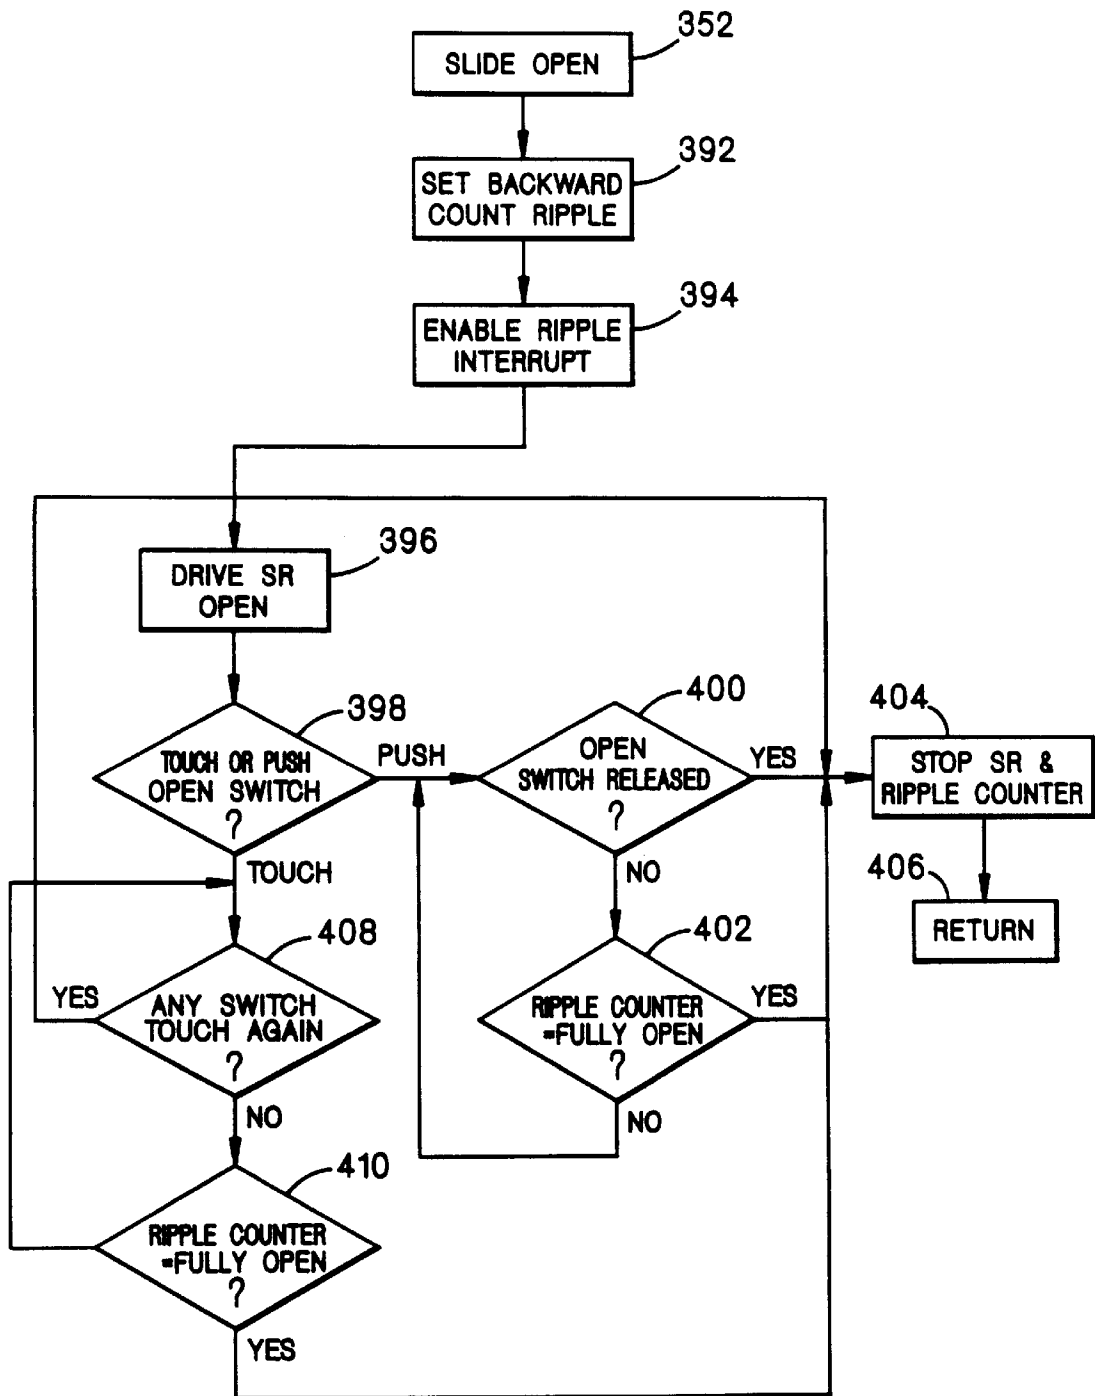 352
SLIDE OPEN
392
SET BACKWARD
COUNT RIPPLE
394
ENABLE RIPPLE
INTERRUPT
396
DRIVE SR
OPEN
398
TOUCH OR PUSH
OPEN SWITCH
?
PUSH
TOUCH
400
OPEN
SWITCH RELEASED
?
YES
NO
404
STOP SR &
RIPPLE COUNTER
406
RETURN
402
RIPPLE COUNTER
=FULLY OPEN
?
YES
NO
408
YES
ANY SWITCH
TOUCH AGAIN
?
NO
410
RIPPLE COUNTER
=FULLY OPEN
?
YES